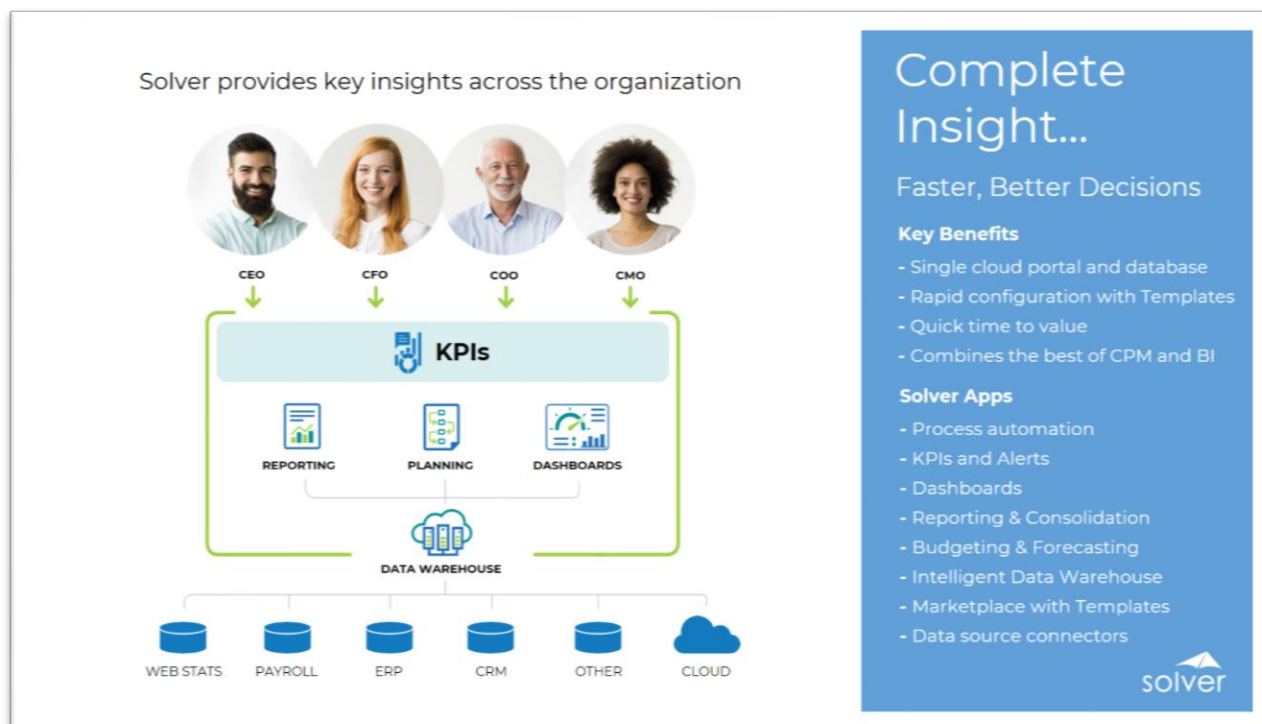 Solver provides key insights across the organization
CEO
CFO
COO
CMO
KPIs
REPORTING
PLANNING
DASHBOARDS
DATA WAREHOUSE
WEB STATS
PAYROLL
ERP
CRM
OTHER
CLOUD
Complete
Insight...
Faster, Better Decisions
Key Benefits
- Single cloud portal and database
- Rapid configuration with Templates
- Quick time to value
- Combines the best of CPM and BI
Solver Apps
- Process automation
- KPIs and Alerts
- Dashboards
- Reporting & Consolidation
- Budgeting & Forecasting
- Intelligent Data Warehouse
- Marketplace with Templates
- Data source connectors
solver